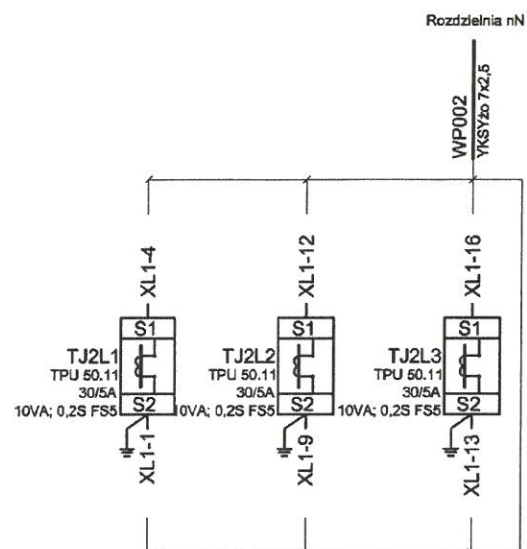 Rozdzielnia nN
WP002
YKSYżo 7x2,5
XL1-4
XL1-12
XL1-16
S1
S1
S1
TJ2L1
TPU 50.11
30/5A
10VA; 0,2S FS5
S2
TJ2L2
TPU 50.11
30/5A
10VA; 0,2S FS5
S2
TJ2L3
TPU 50.11
30/5A
10VA; 0,2S FS5
S2
XL1-1
XL1-9
XL1-13